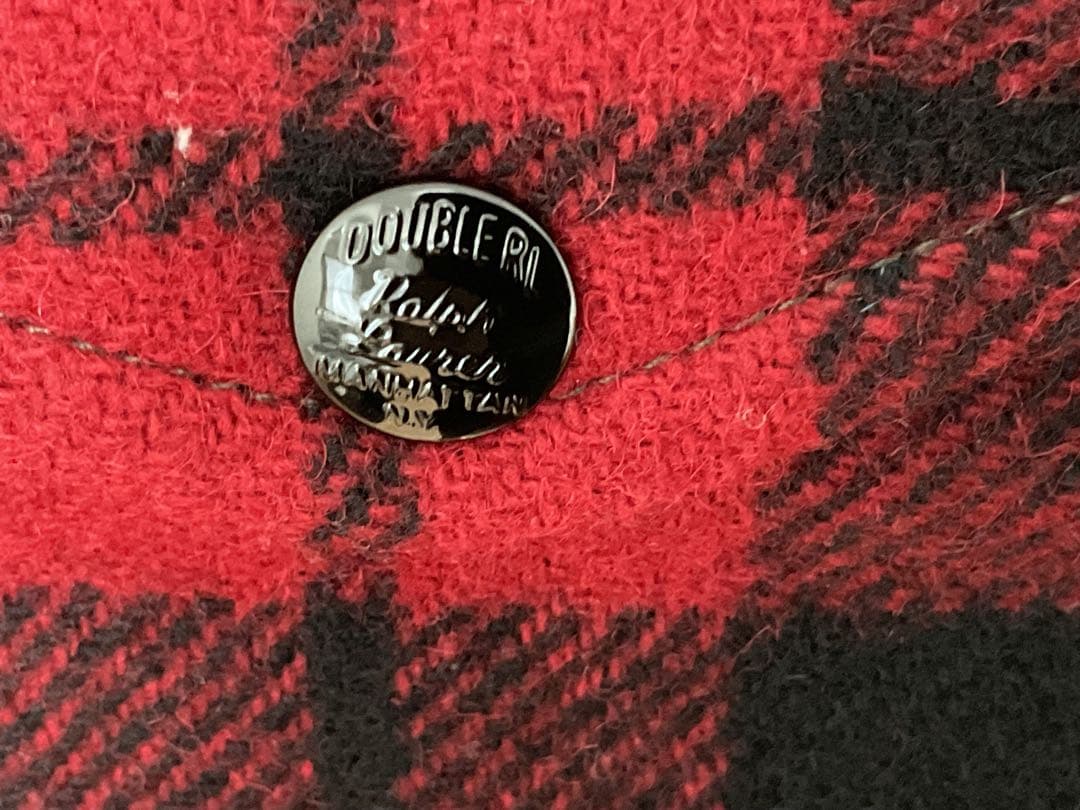 DOUBLE RL
Ralph
Lauren
MANHATTAN
N.Y.